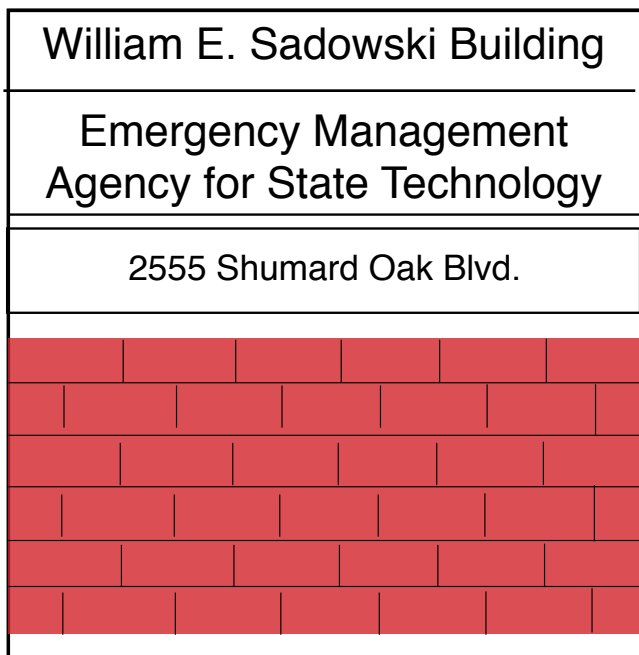 William E. Sadowski Building
Emergency Management
Agency for State Technology
2555 Shumard Oak Blvd.